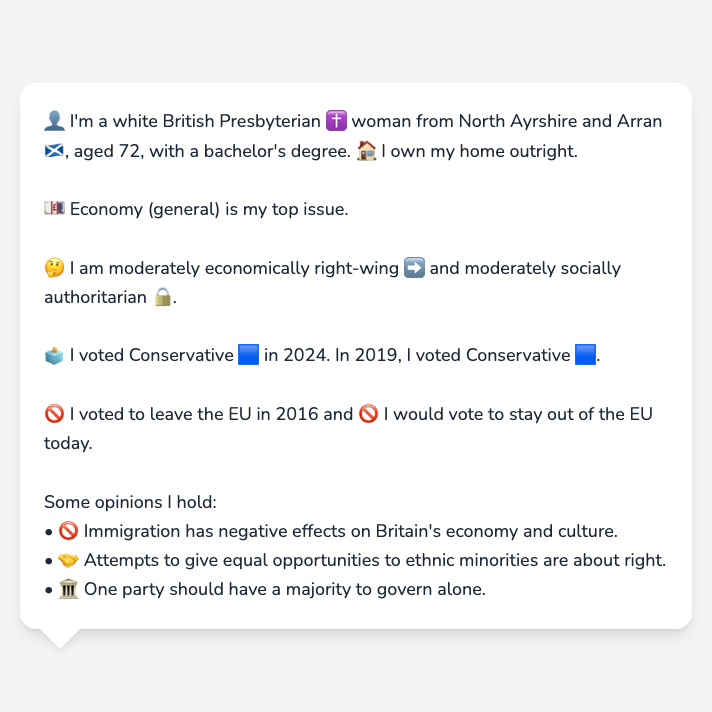 👤 I'm a white British Presbyterian ✝️ woman from North Ayrshire and Arran
🏴󠁧󠁢󠁳󠁣󠁴󠁿, aged 72, with a bachelor's degree. 🏠 I own my home outright.
💷 Economy (general) is my top issue.
🤔 I am moderately economically right-wing ➡️ and moderately socially
authoritarian 🔒.
🗳️ I voted Conservative 🟦 in 2024. In 2019, I voted Conservative 🟦.
🚫 I voted to leave the EU in 2016 and 🚫 I would vote to stay out of the EU
today.
Some opinions I hold:
• 🚫 Immigration has negative effects on Britain's economy and culture.
• 🤝 Attempts to give equal opportunities to ethnic minorities are about right.
• 🏛️ One party should have a majority to govern alone.